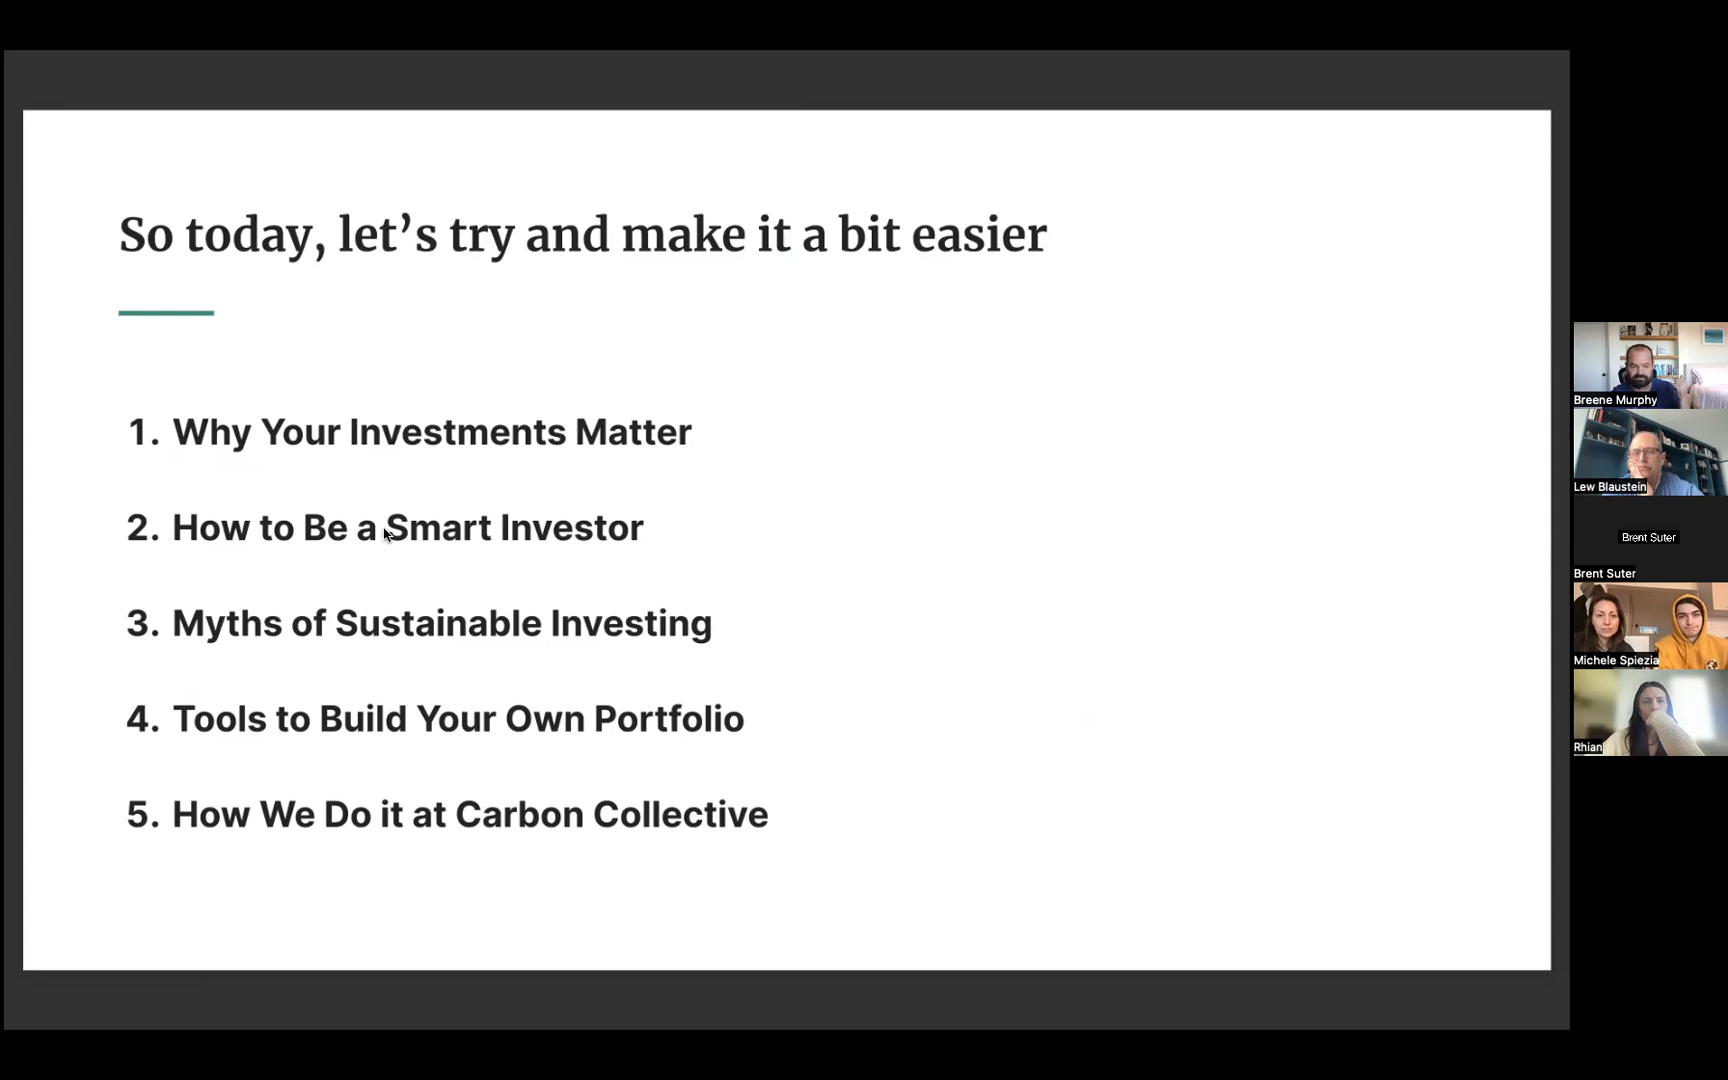 So today, let’s try and make it a bit easier
1. Why Your Investments Matter
2. How to Be a Smart Investor
3. Myths of Sustainable Investing
4. Tools to Build Your Own Portfolio
5. How We Do it at Carbon Collective
Breene Murphy
Lew Blaustein
Brent Suter
Brent Suter
Michele Spiezia
Rhian